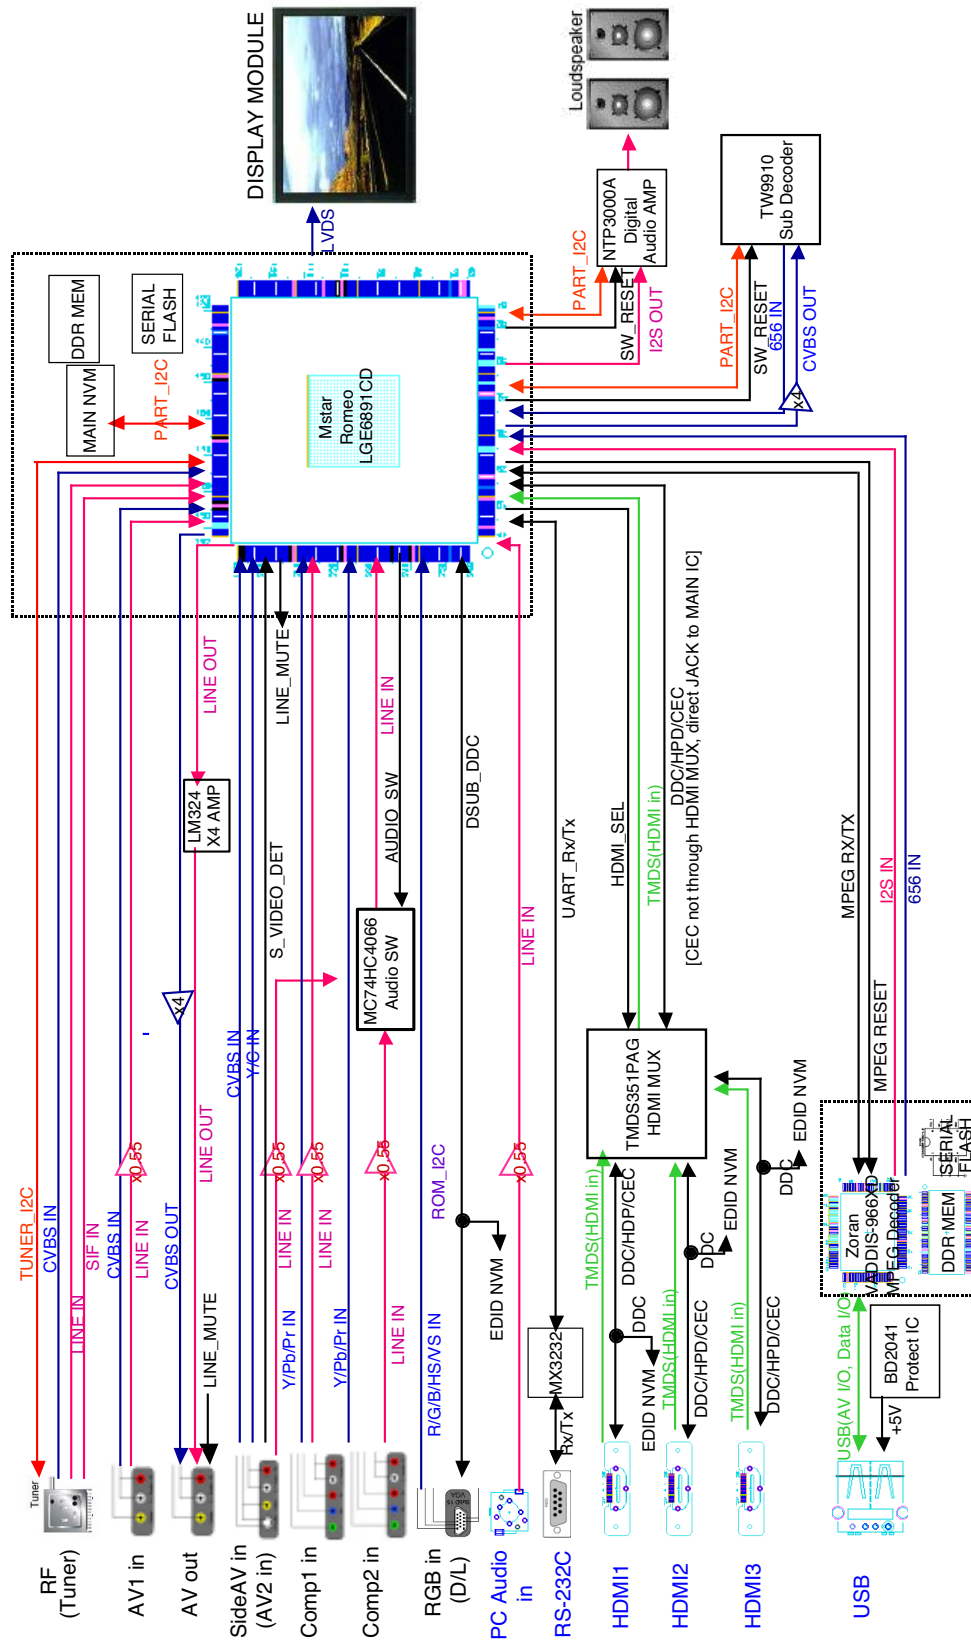 RF
(Tuner)
Tuner
TUNER_I2C
CVBS IN
LINE IN
SIF IN
AV1 in
CVBS IN
LINE IN
x0.55
AV out
CVBS OUT
x4
LINE OUT
LINE_MUTE
LM324
X4 AMP
LINE OUT
SideAV in
(AV2 in)
CVBS IN
Y/C IN
S_VIDEO_DET
LINE_MUTE
LINE IN
x0.55
Comp1 in
Y/Pb/Pr IN
LINE IN
x0.55
Comp2 in
Y/Pb/Pr IN
LINE IN
x0.55
MC74HC4066
Audio SW
LINE IN
AUDIO SW
RGB in
(D/L)
R/G/B/HS/VS IN
ROM_I2C
EDID NVM
DSUB_DDC
PC Audio
in
LINE IN
x0.55
RS-232C
Rx/Tx
MX3232
UART_Rx/Tx
HDMI1
TMDS(HDMI in)
DDC/HDP/CEC
DDC
EDID NVM
HDMI2
TMDS(HDMI in)
DDC/HPD/CEC
DDC
EDID NVM
HDMI3
TMDS(HDMI in)
DDC/HPD/CEC
DDC
EDID NVM
TMDS351PAG
HDMI MUX
HDMI_SEL
TMDS(HDMI in)
DDC/HPD/CEC
[CEC not through HDMI MUX, direct JACK to MAIN IC]
USB
USB(AV I/O, Data I/O)
+5V
BD2041
Protect IC
Zoran
VADDIS-966XD
MPEG Decoder
DDR MEM
SERIAL
FLASH
MPEG RX/TX
MPEG RESET
I2S IN
656 IN
MAIN NVM
DDR MEM
SERIAL
FLASH
PART_I2C
Mstar
Romeo
LGE6891CD
LVDS
DISPLAY MODULE
PART_I2C
SW_RESET
I2S OUT
NTP3000A
Digital
Audio AMP
Loudspeaker
PART_I2C
SW_RESET
656 IN
CVBS OUT
x4
TW9910
Sub Decoder